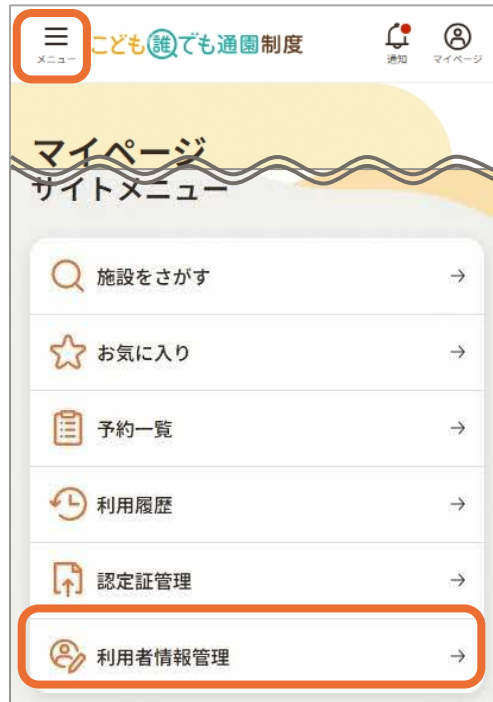 こども誰でも通園制度
メニュー
通知
マイページ
マイページ
サイトメニュー
施設をさがす
お気に入り
予約一覧
利用履歴
認定証管理
利用者情報管理